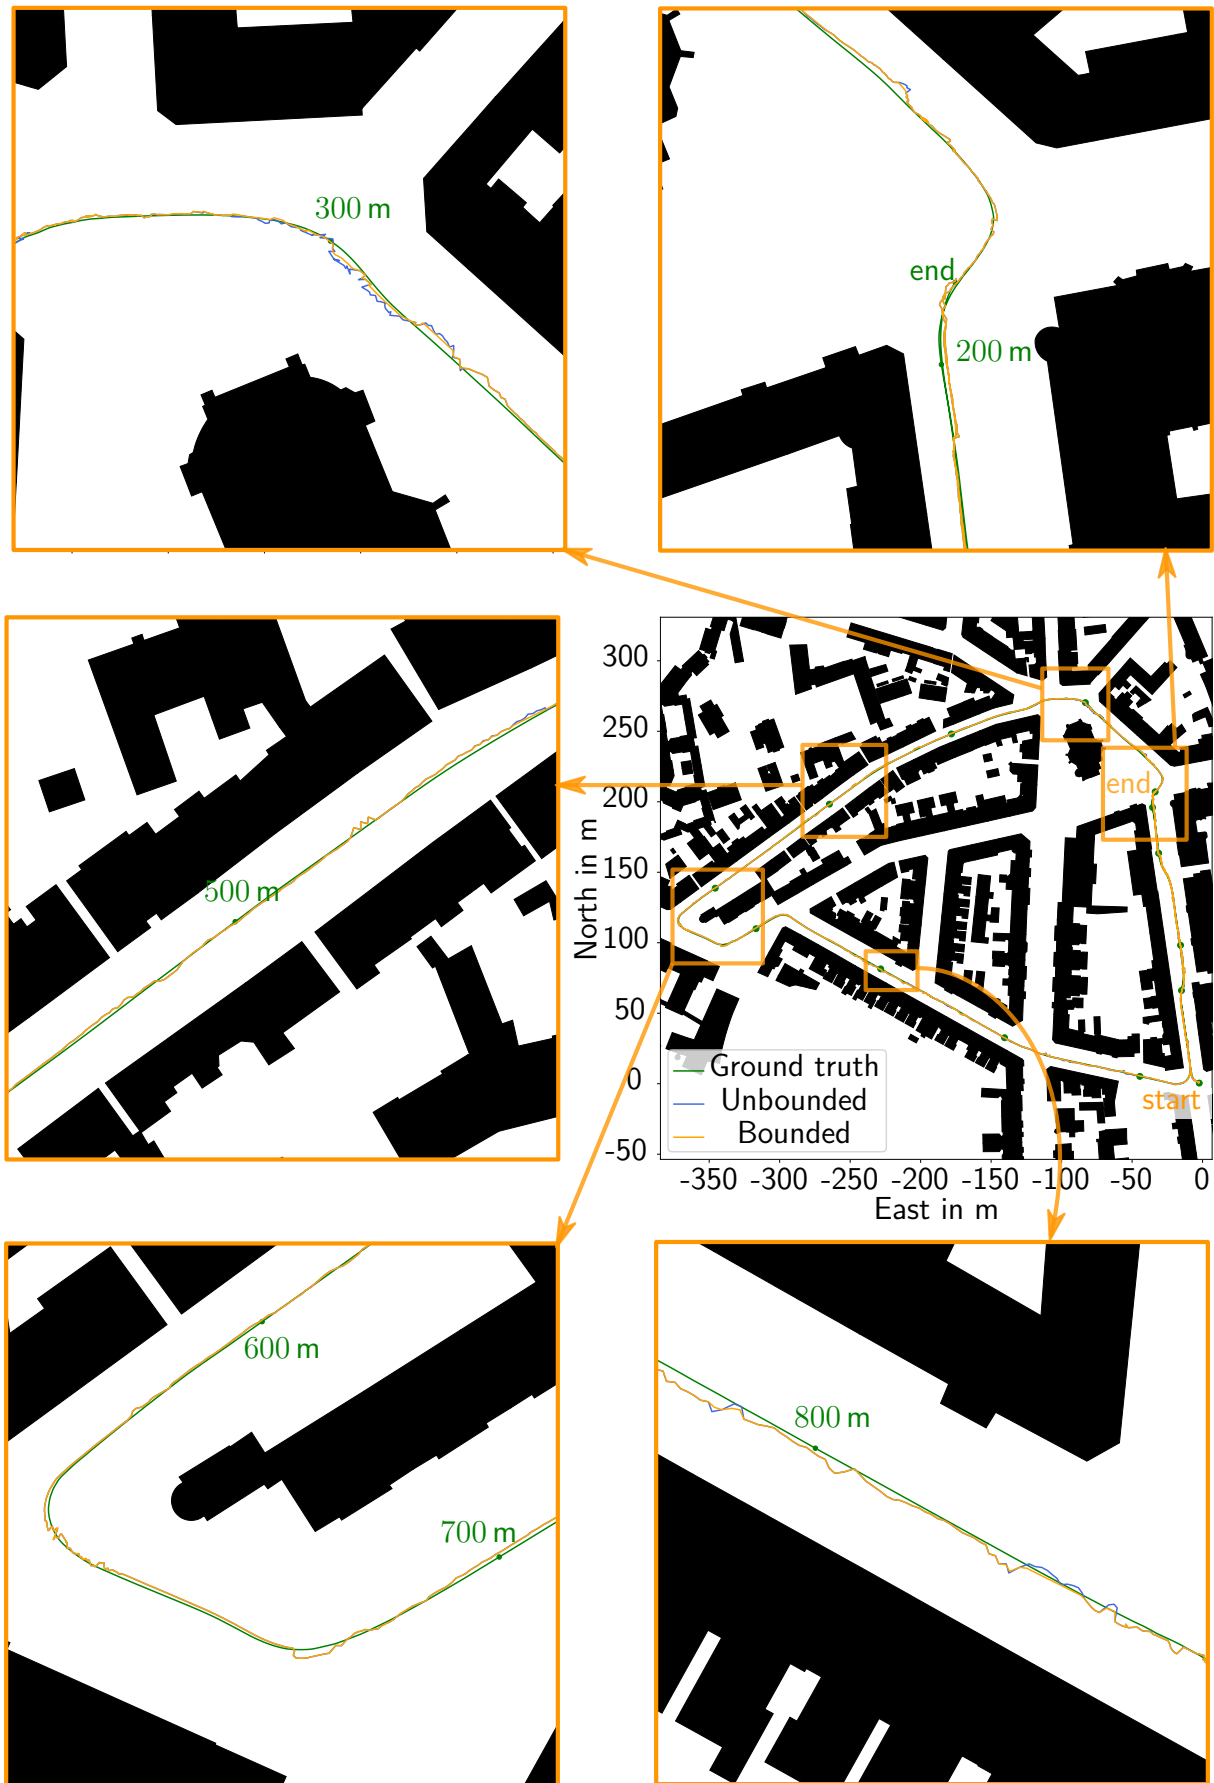 300 m
end
200 m
500 m
300
250
200
150
100
50
0
-50
North in m
end
start
Ground truth
Unbounded
Bounded
-350 -300 -250 -200 -150 -100 -50 0
East in m
600 m
700 m
800 m